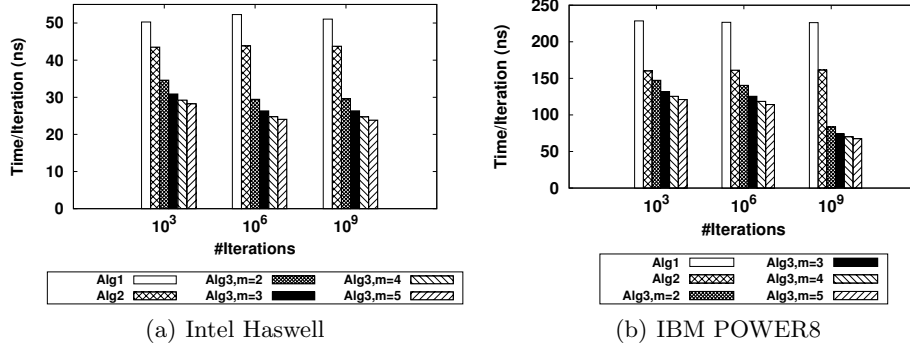 Time/Iteration (ns)
50
40
30
20
10
0
10^3 10^6 10^9
#Iterations
Alg1 Alg3,m=2 Alg3,m=4
Alg2 Alg3,m=3 Alg3,m=5
(a) Intel Haswell
Time/Iteration (ns)
250
200
150
100
50
0
10^3 10^6 10^9
#Iterations
Alg1 Alg3,m=3
Alg2 Alg3,m=4
Alg3,m=2 Alg3,m=5
(b) IBM POWER8